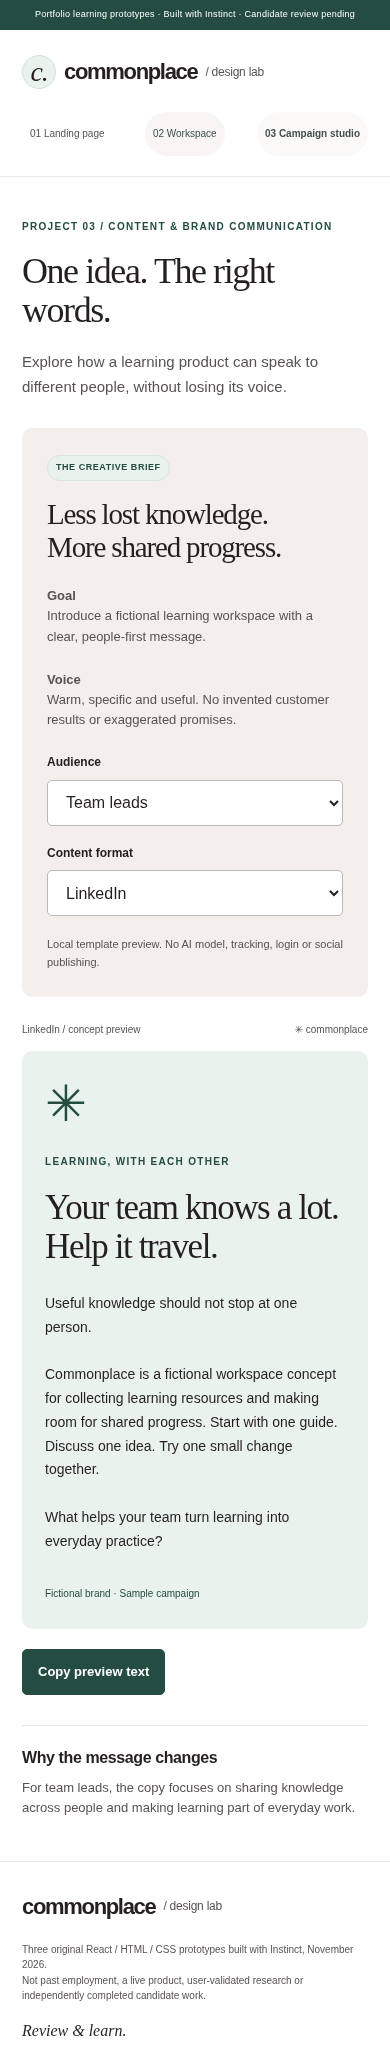 Portfolio learning prototypes · Built with Instinct · Candidate review pending
c. commonplace / design lab
01 Landing page 02 Workspace 03 Campaign studio
PROJECT 03 / CONTENT & BRAND COMMUNICATION
One idea. The right
words.
Explore how a learning product can speak to
different people, without losing its voice.
THE CREATIVE BRIEF
Less lost knowledge.
More shared progress.
Goal
Introduce a fictional learning workspace with a
clear, people-first message.
Voice
Warm, specific and useful. No invented customer
results or exaggerated promises.
Audience
Team leads
Content format
LinkedIn
Local template preview. No AI model, tracking, login or social
publishing.
LinkedIn / concept preview ✳ commonplace
✳
LEARNING, WITH EACH OTHER
Your team knows a lot.
Help it travel.
Useful knowledge should not stop at one
person.
Commonplace is a fictional workspace concept
for collecting learning resources and making
room for shared progress. Start with one guide.
Discuss one idea. Try one small change
together.
What helps your team turn learning into
everyday practice?
Fictional brand · Sample campaign
Copy preview text
Why the message changes
For team leads, the copy focuses on sharing knowledge
across people and making learning part of everyday work.
commonplace / design lab
Three original React / HTML / CSS prototypes built with Instinct, November
2026.
Not past employment, a live product, user-validated research or
independently completed candidate work.
Review & learn.